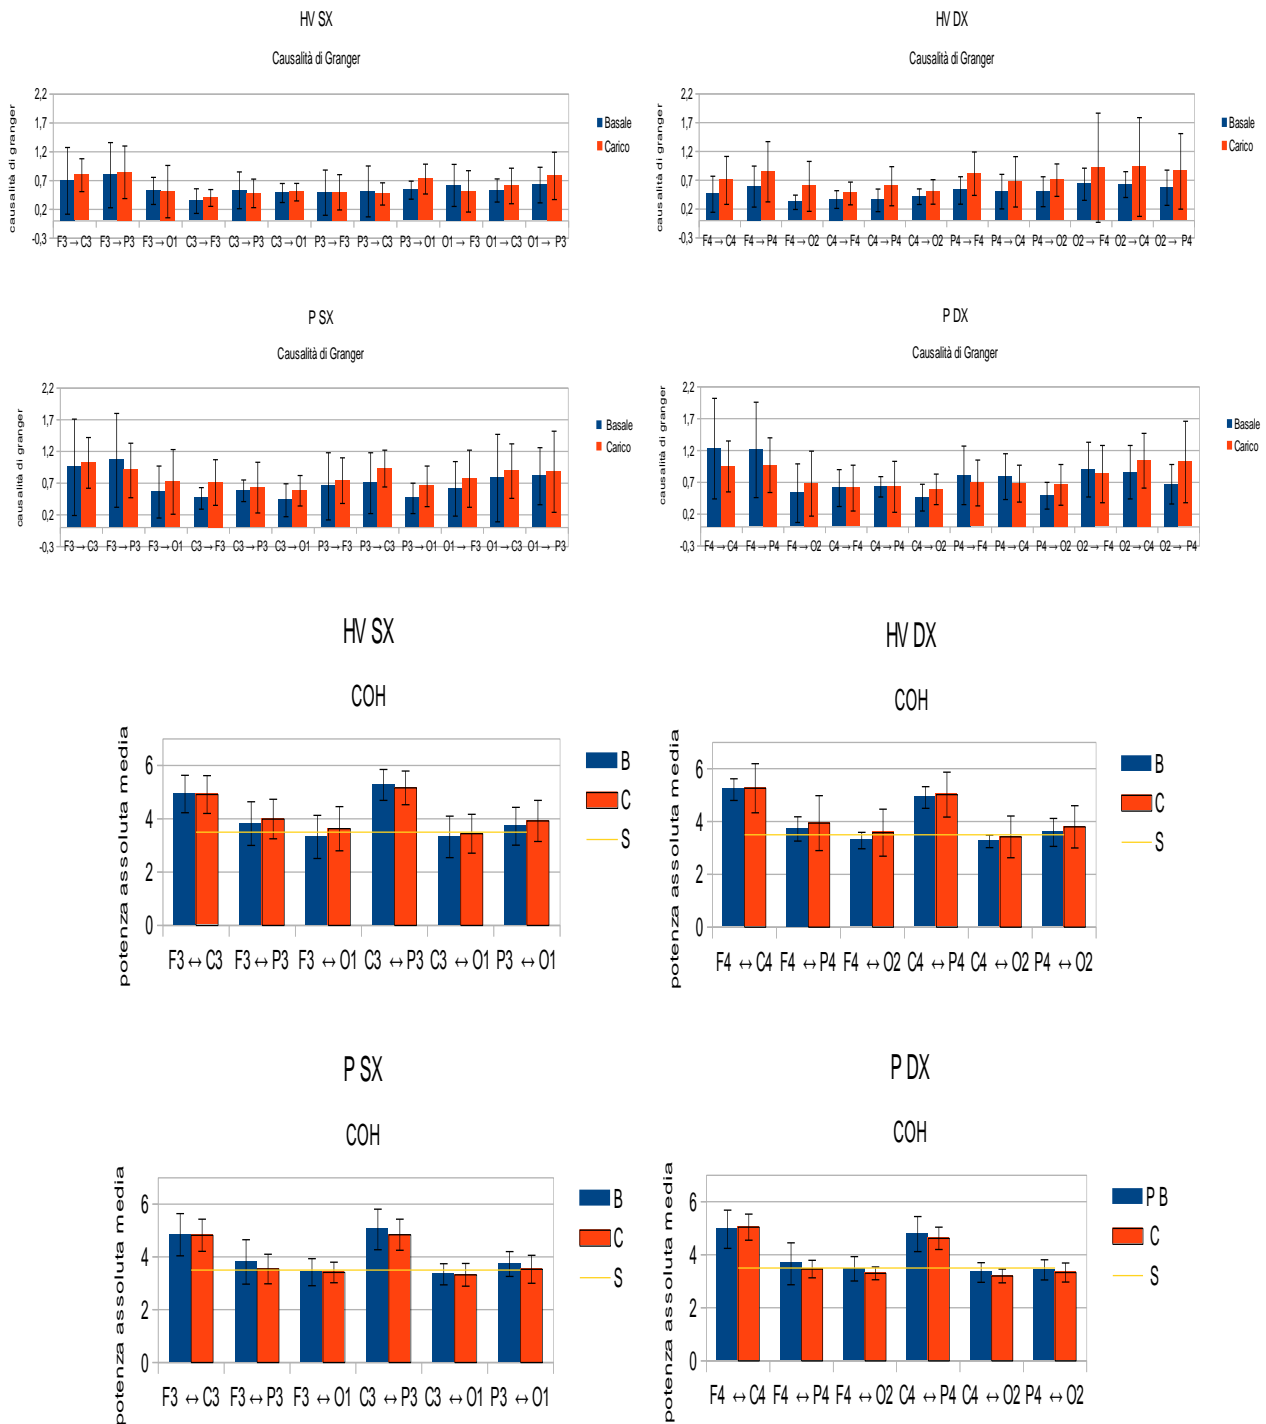 HV SX
Causalità di Granger
causalità di granger
2,2
1,7
1,2
0,7
0,2
-0,3
F3 → C3 F3 → P3 F3 → O1 C3 → F3 C3 → P3 C3 → O1 P3 → F3 P3 → C3 P3 → O1 O1 → F3 O1 → C3 O1 → P3
Basale
Carico
HV DX
Causalità di Granger
causalità di granger
2,2
1,7
1,2
0,7
0,2
-0,3
F4 → C4 F4 → P4 F4 → O2 C4 → F4 C4 → P4 C4 → O2 P4 → F4 P4 → C4 P4 → O2 O2 → F4 O2 → C4 O2 → P4
Basale
Carico
P SX
Causalità di Granger
causalità di granger
2,2
1,7
1,2
0,7
0,2
-0,3
F3 → C3 F3 → P3 F3 → O1 C3 → F3 C3 → P3 C3 → O1 P3 → F3 P3 → C3 P3 → O1 O1 → F3 O1 → C3 O1 → P3
Basale
Carico
P DX
Causalità di Granger
causalità di granger
2,2
1,7
1,2
0,7
0,2
-0,3
F4 → C4 F4 → P4 F4 → O2 C4 → F4 C4 → P4 C4 → O2 P4 → F4 P4 → C4 P4 → O2 O2 → F4 O2 → C4 O2 → P4
Basale
Carico
HV SX
COH
potenza assoluta media
6
4
2
0
F3 ↔ C3 F3 ↔ P3 F3 ↔ O1 C3 ↔ P3 C3 ↔ O1 P3 ↔ O1
B
C
S
HV DX
COH
potenza assoluta media
6
4
2
0
F4 ↔ C4 F4 ↔ P4 F4 ↔ O2 C4 ↔ P4 C4 ↔ O2 P4 ↔ O2
B
C
S
P SX
COH
potenza assoluta media
6
4
2
0
F3 ↔ C3 F3 ↔ P3 F3 ↔ O1 C3 ↔ P3 C3 ↔ O1 P3 ↔ O1
B
C
S
P DX
COH
potenza assoluta media
6
4
2
0
F4 ↔ C4 F4 ↔ P4 F4 ↔ O2 C4 ↔ P4 C4 ↔ O2 P4 ↔ O2
P B
C
S